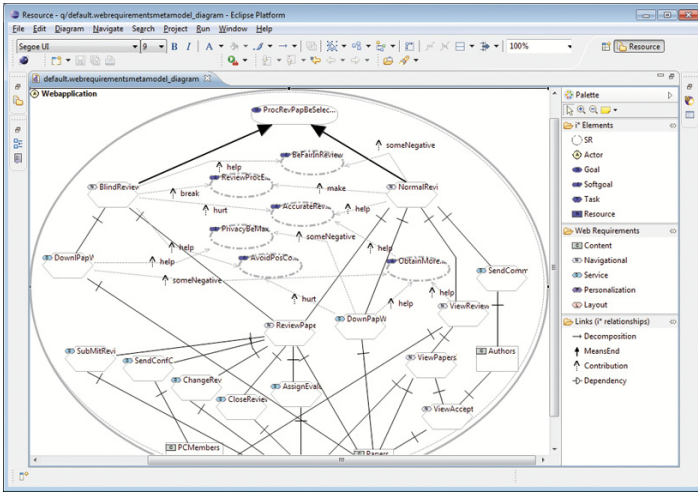 Resource - q/default.webrequirementsmetamodel_diagram - Eclipse Platform
File Edit Diagram Navigate Search Project Run Window Help
Segoe UI 9 B I A 100% Resource
default.webrequirementsmetamodel_diagram
Webapplication
ProcRevPapBeSelec...
someNegative
BeFairInReview
help
ReviewProcE...
BlindReview
break
make
NormalRevi
AccurateRev...
hurt
help
PrivacyBeMa...
someNegative
help
DownlPapW
help
AvoidPosCo...
ObtainMore...
SendComm
someNegative
help
hurt
help
ViewReview
ReviewPape
DownPapW
SubMitRevi
SendConfC
ViewPapers
Authors
ChangeRev
AssignEvalu
CloseReview
ViewAccept
PCMembers
Papers
Palette
i* Elements
SR
Actor
Goal
Softgoal
Task
Resource
Web Requirements
Content
Navigational
Service
Personalization
Layout
Links (i* relationships)
Decomposition
MeansEnd
Contribution
Dependency